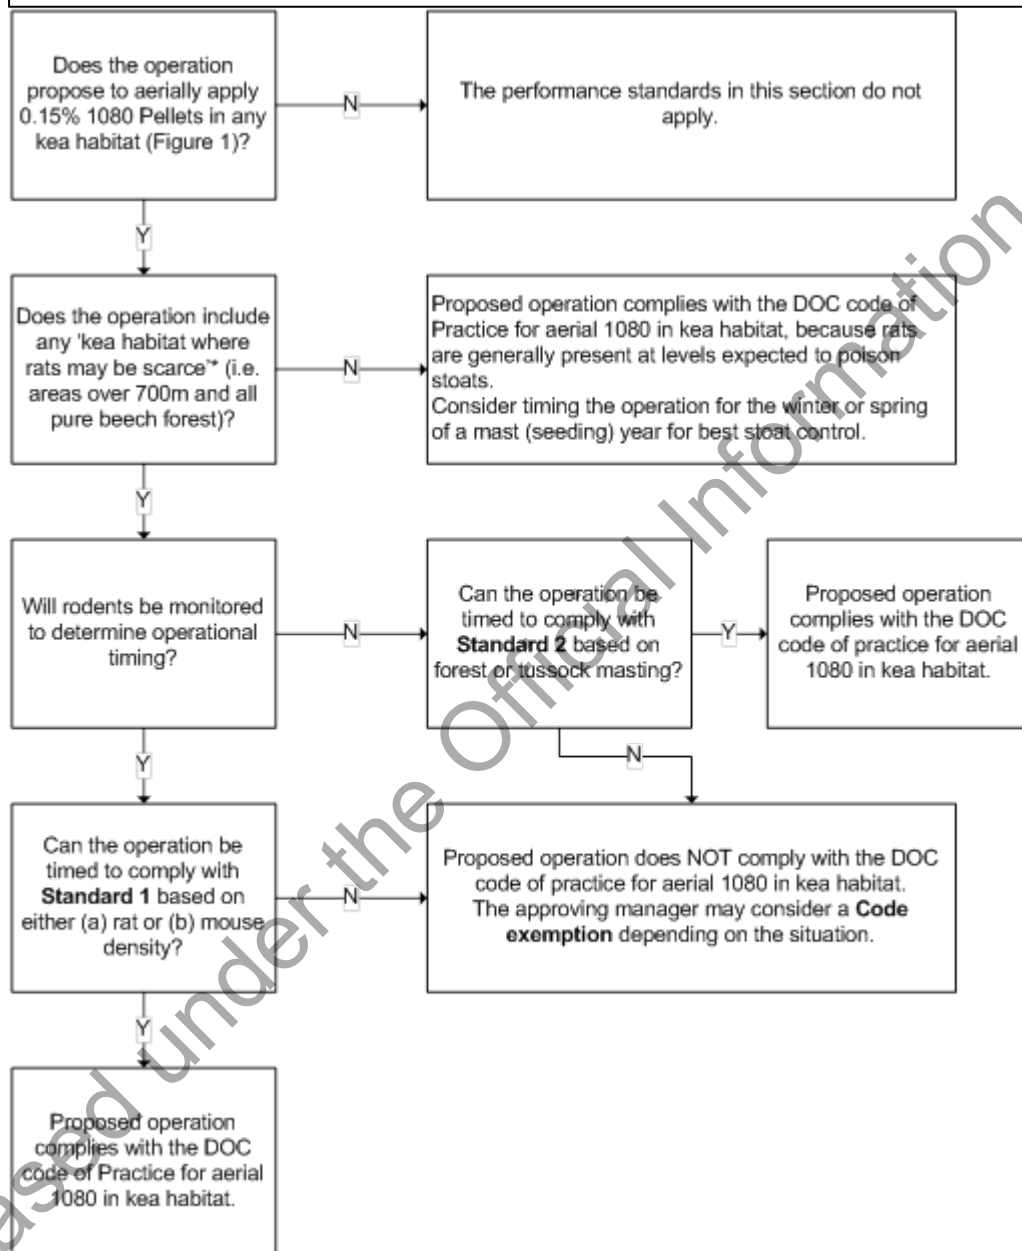 Does the operation
propose to aerially apply
0.15% 1080 Pellets in any
kea habitat (Figure 1)?
N
The performance standards in this section do not
apply.
Y
Does the operation include
any 'kea habitat where
rats may be scarce'* (i.e.
areas over 700m and all
pure beech forest)?
N
Proposed operation complies with the DOC code of
Practice for aerial 1080 in kea habitat, because rats
are generally present at levels expected to poison
stoats.
Consider timing the operation for the winter or spring
of a mast (seeding) year for best stoat control.
Y
Will rodents be monitored
to determine operational
timing?
N
Can the operation be
timed to comply with
Standard 2 based on
forest or tussock masting?
Y
Proposed operation
complies with the DOC
code of practice for aerial
1080 in kea habitat.
Y
N
Can the operation be
timed to comply with
Standard 1 based on
either (a) rat or (b) mouse
density?
N
Proposed operation does NOT comply with the DOC
code of practice for aerial 1080 in kea habitat.
The approving manager may consider a Code
exemption depending on the situation.
Y
Proposed operation
complies with the DOC
code of Practice for aerial
1080 in kea habitat.
ased under the Official Information